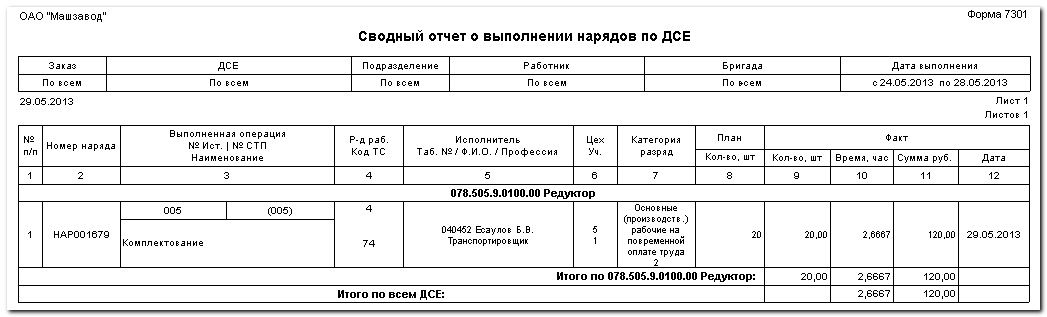 ОАО "Машзавод"
Форма 7301
Сводный отчет о выполнении нарядов по ДСЕ
Заказ ДСЕ Подразделение Работник Бригада Дата выполнения
По всем По всем По всем По всем По всем с 24.05.2013 по 28.05.2013
29.05.2013
Лист 1
Листов 1
№ п/п
Номер наряда
Выполненная операция
№ Ист. | № СТП
Наименование
Р-д раб.
Код ТС
Исполнитель
Таб. № / Ф.И.О. / Профессия
Цех
Уч.
Категория
разряд
План
Кол-во, шт
Факт
Кол-во, шт Время, час Сумма руб. Дата
1 2 3 4 5 6 7 8 9 10 11 12
078.505.9.0100.00 Редуктор
1
НАР001679
005 (005)
Комплектование
4
74
040452 Есаулов Б.В.
Транспортировщик
5
1
Основные
(производств.)
рабочие на
повременной
оплате труда
2
20 20,00 2,6667 120,00 29.05.2013
Итого по 078.505.9.0100.00 Редуктор: 20,00 2,6667 120,00
Итого по всем ДСЕ: 2,6667 120,00